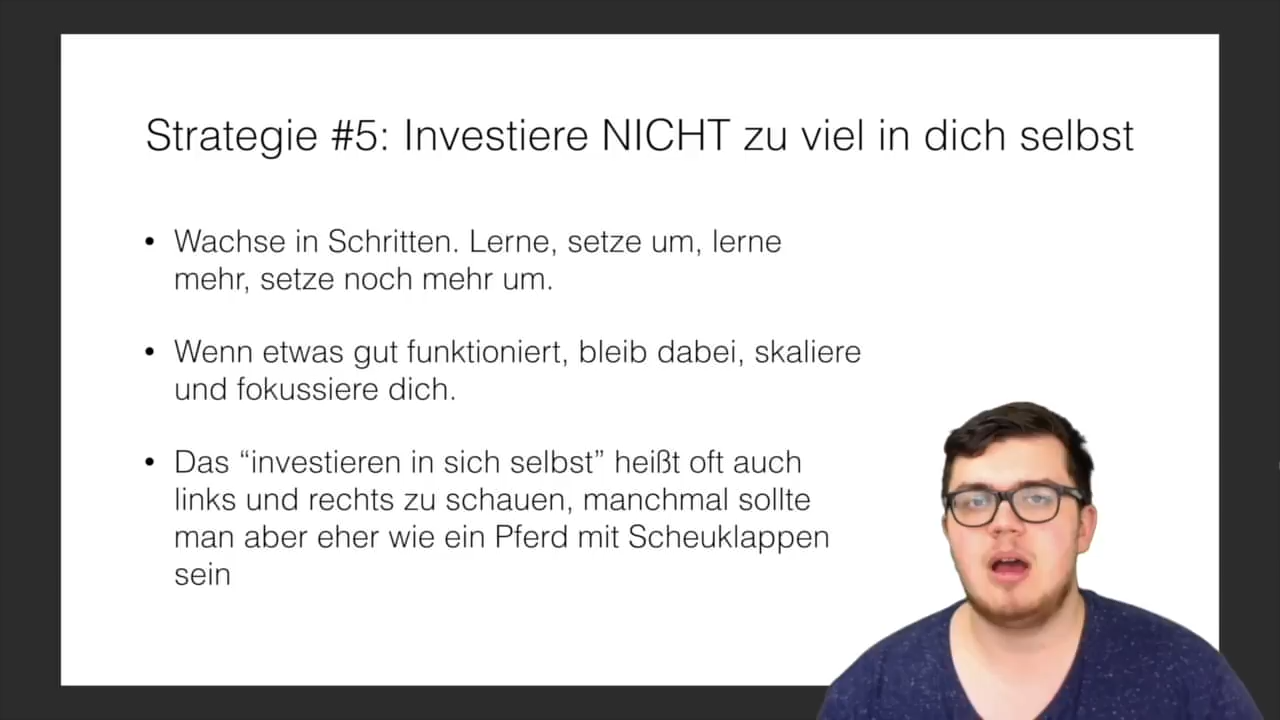 Strategie #5: Investiere NICHT zu viel in dich selbst
• Wachse in Schritten. Lerne, setze um, lerne
mehr, setze noch mehr um.
• Wenn etwas gut funktioniert, bleib dabei, skaliere
und fokussiere dich.
• Das “investieren in sich selbst” heißt oft auch
links und rechts zu schauen, manchmal sollte
man aber eher wie ein Pferd mit Scheuklappen
sein